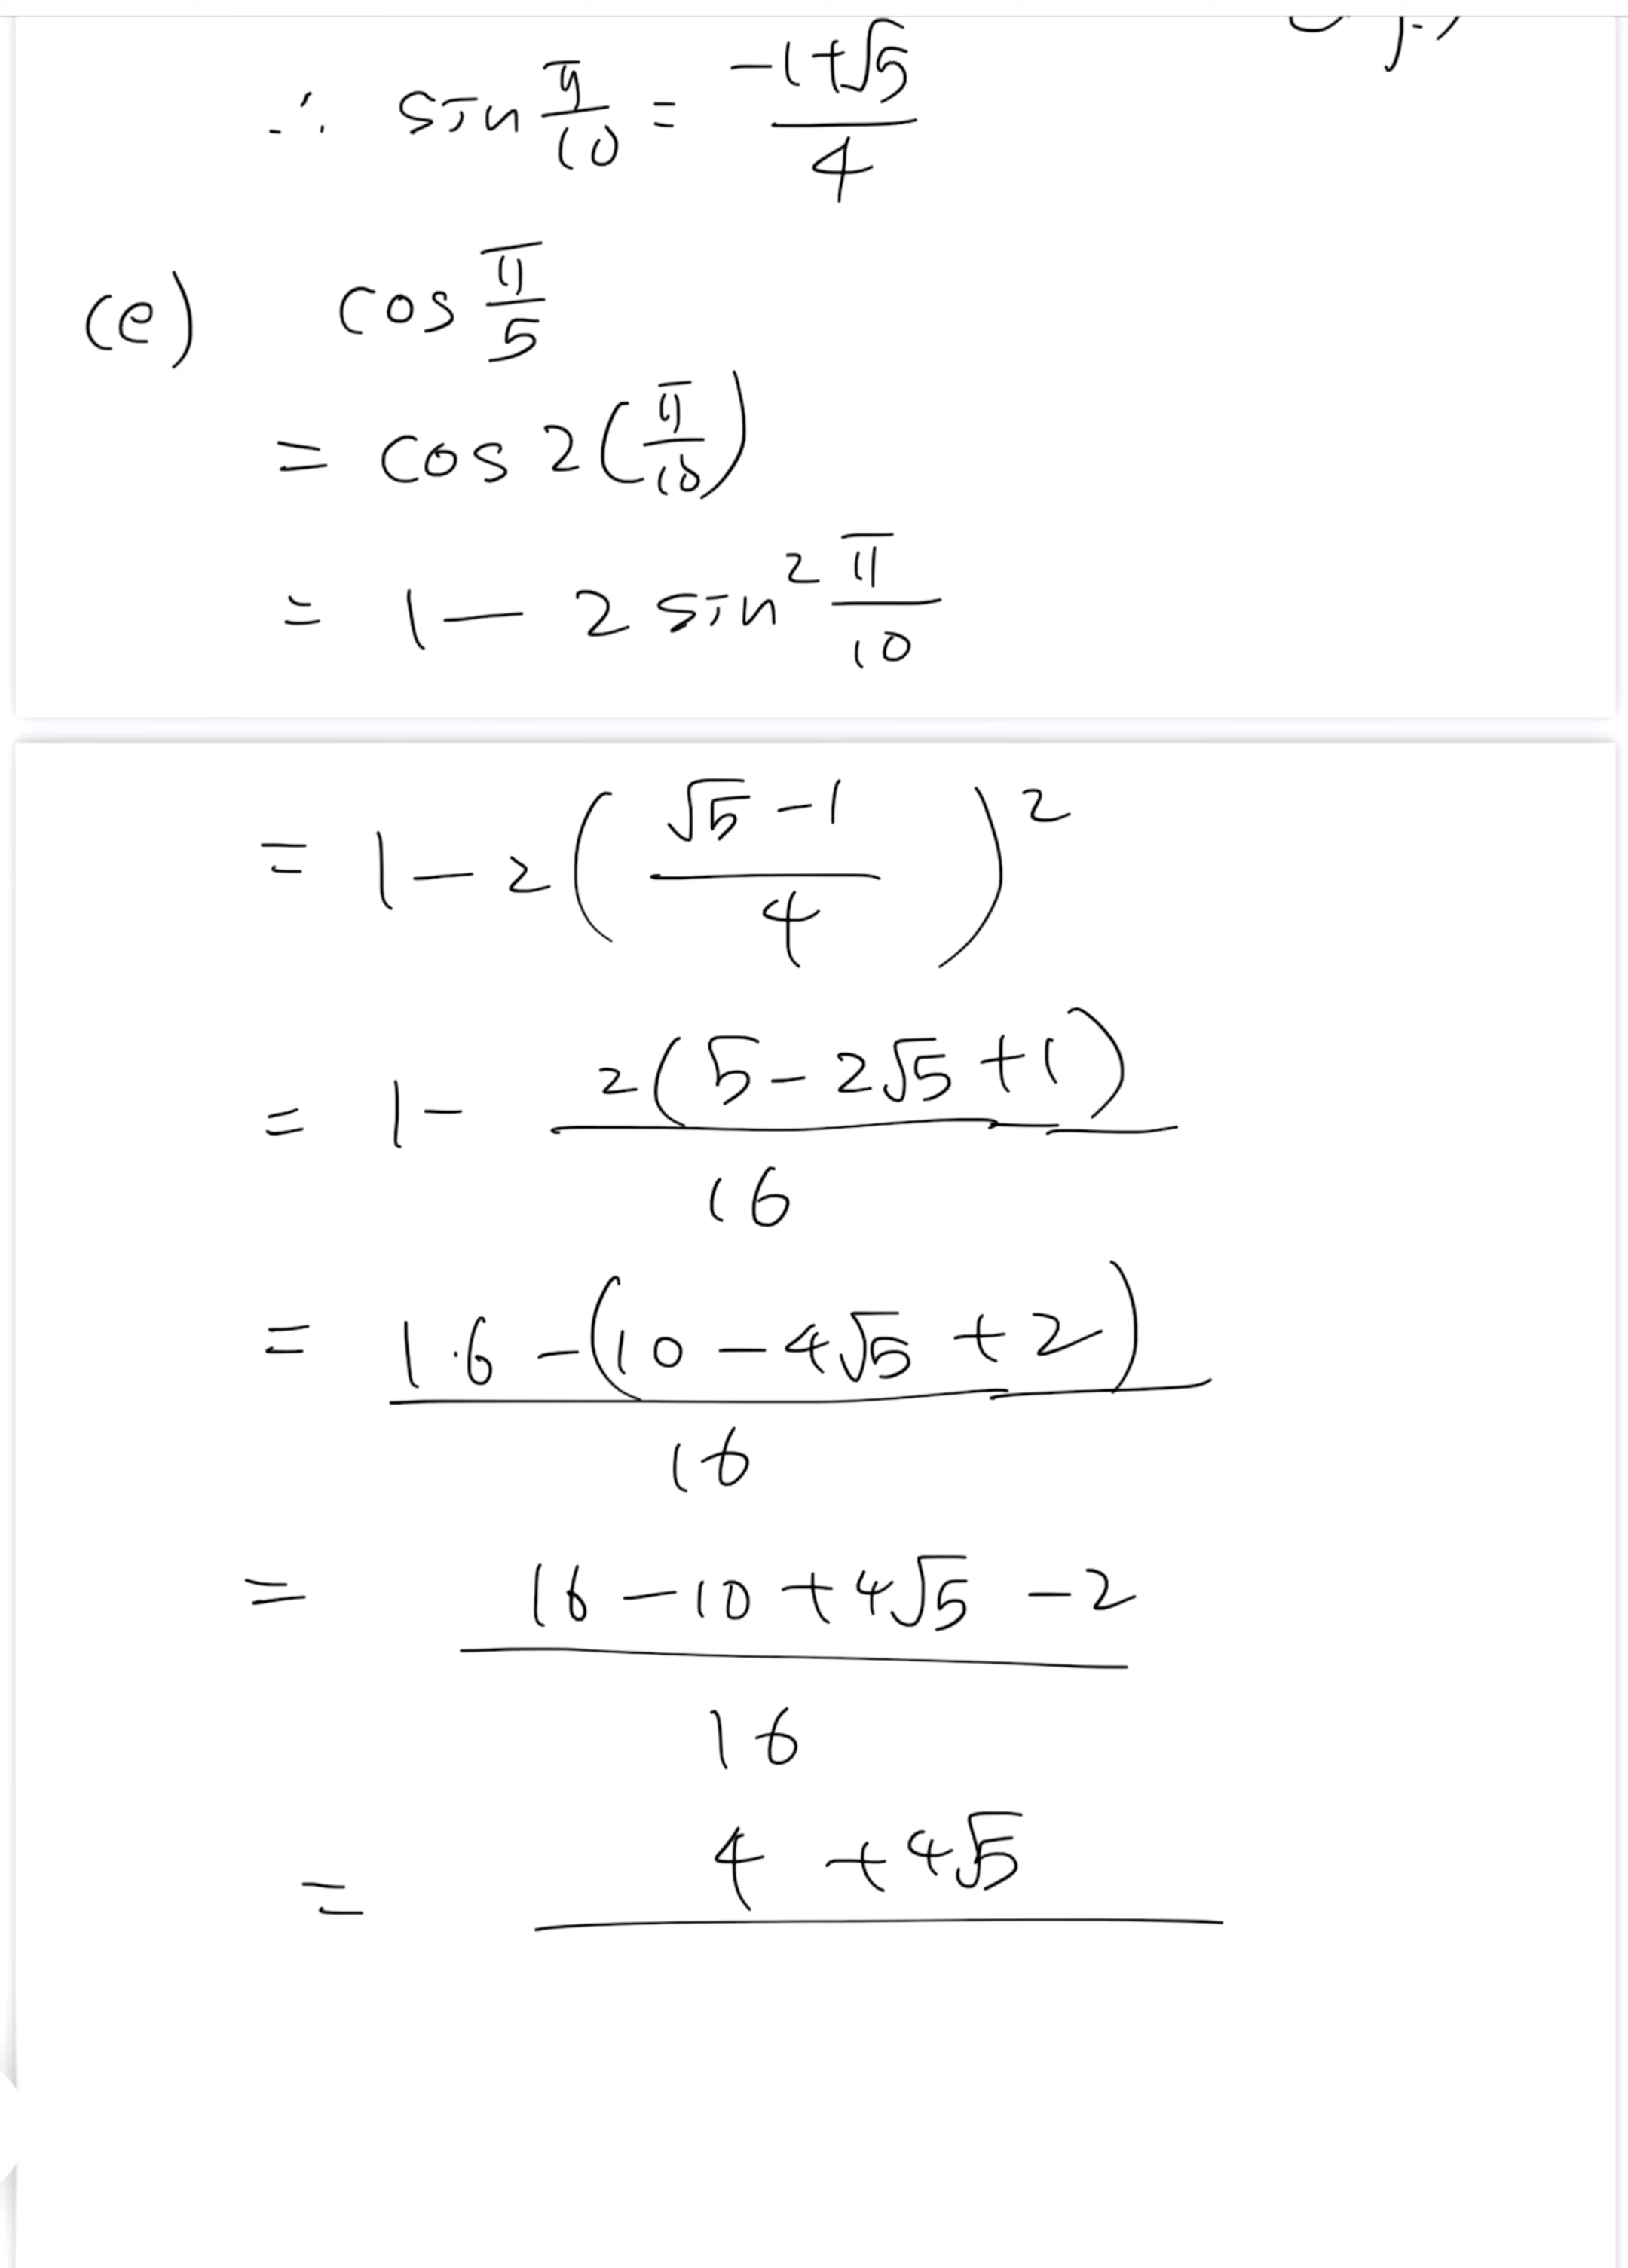 ∴ sin π/10 = (-1+√5)/4
(e) cos π/5
= cos 2(π/10)
= 1 - 2 sin² π/10
= 1 - 2((√5 - 1)/4)²
= 1 - 2(5 - 2√5 + 1)/16
= (16 - (10 - 4√5 + 2))/16
= (16 - 10 + 4√5 - 2)/16
= 4 + 4√5